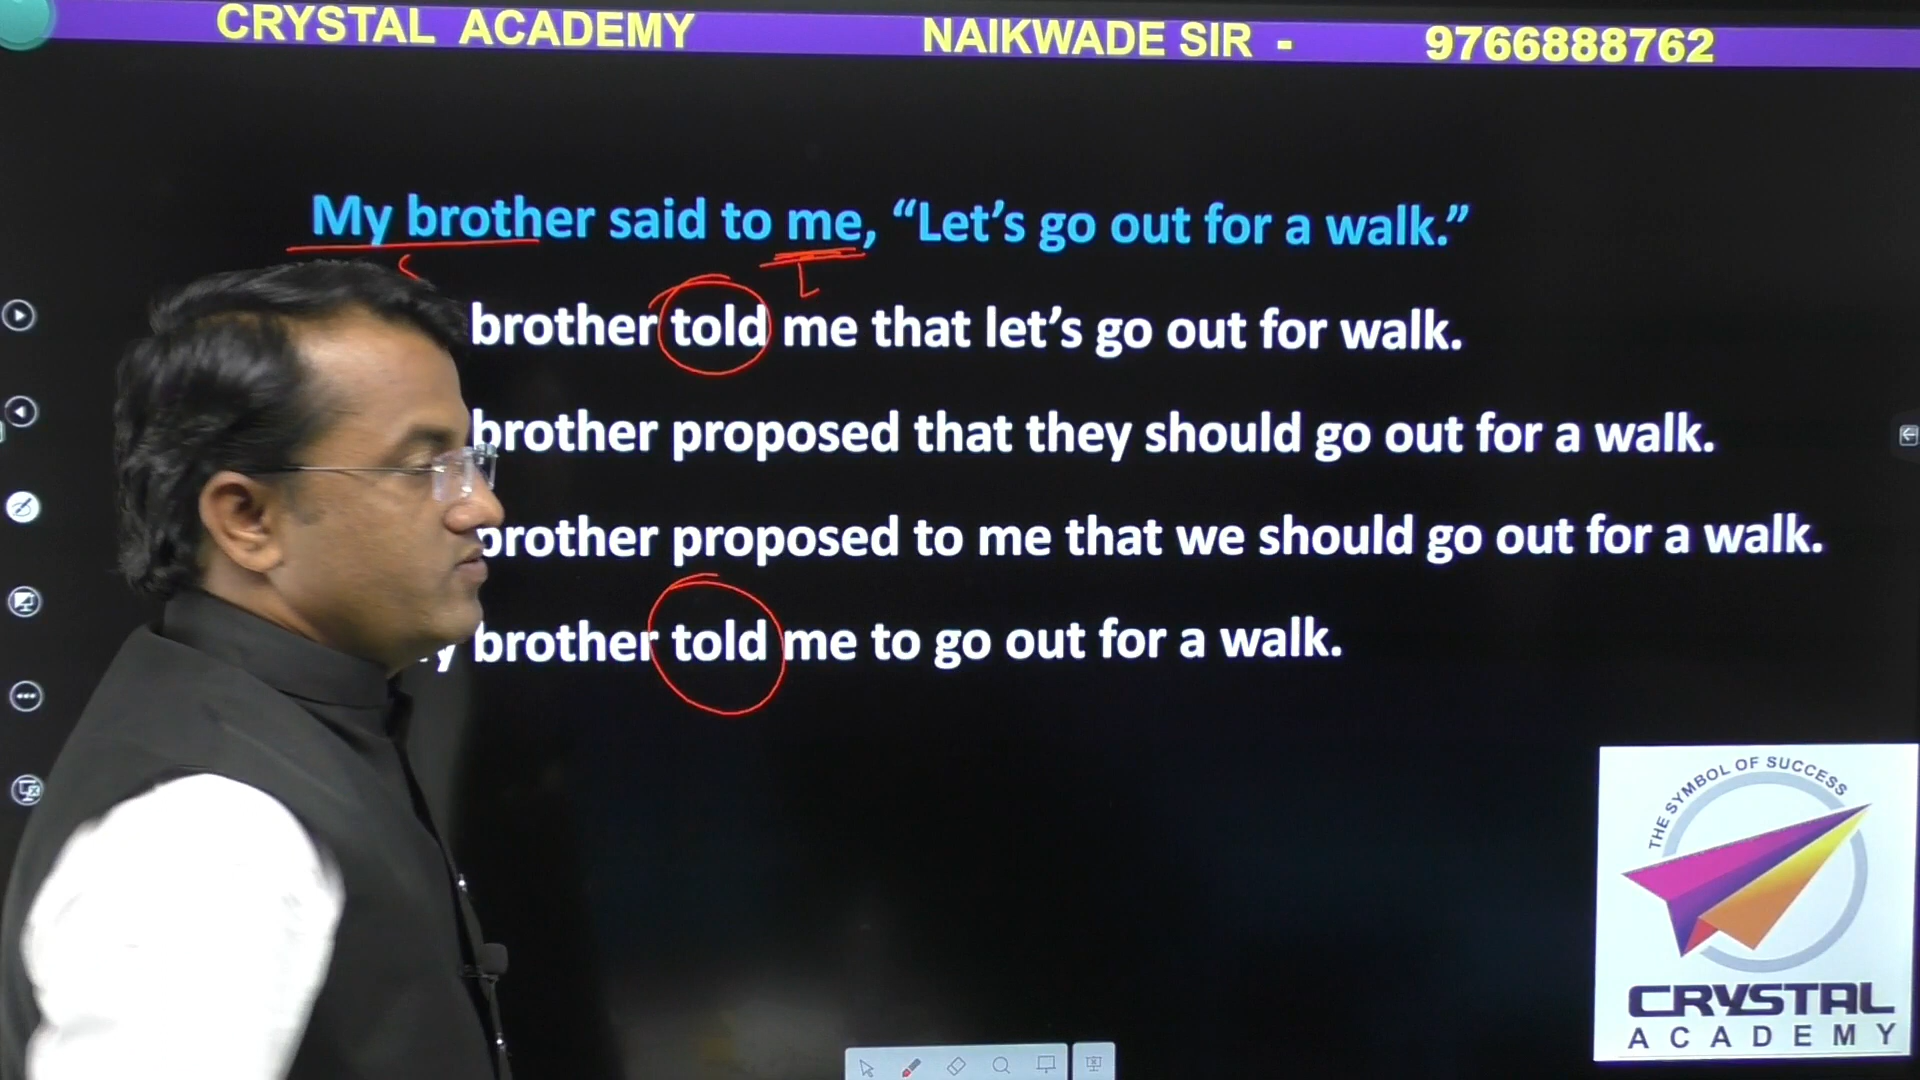 CRYSTAL ACADEMY NAIKWADE SIR - 9766888762
My brother said to me, “Let’s go out for a walk.”
brother told me that let’s go out for walk.
brother proposed that they should go out for a walk.
brother proposed to me that we should go out for a walk.
brother told me to go out for a walk.
THE SYMBOL OF SUCCESS
CRYSTAL
ACADEMY